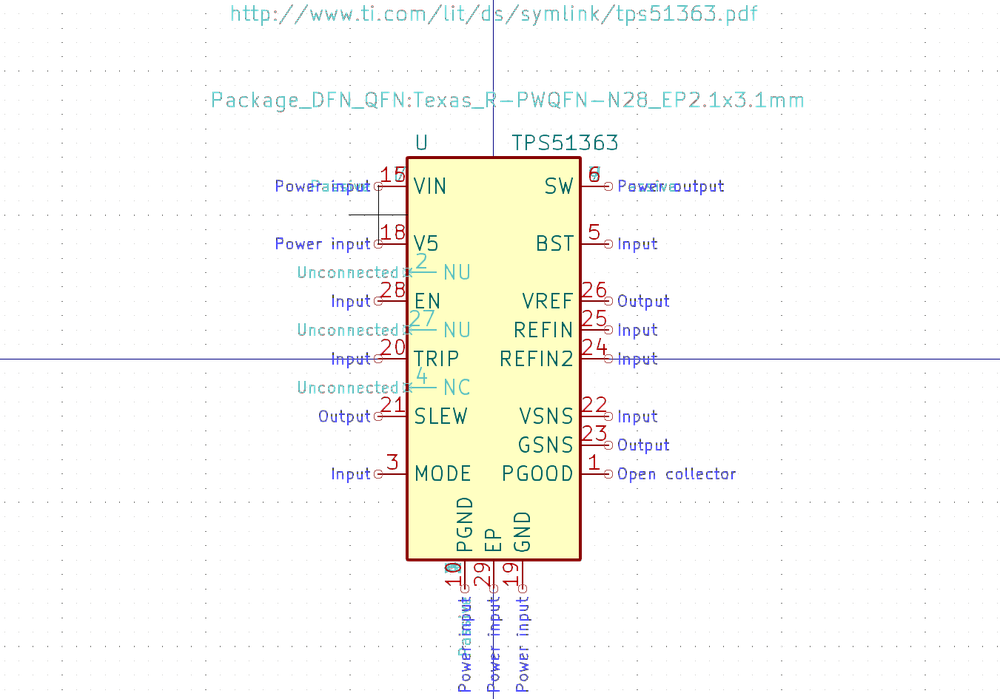 http://www.ti.com/lit/ds/symlink/tps51363.pdf
Package_DFN_QFN:Texas_R-PWQFN-N28_EP2.1x3.1mm
U TPS51363
Power input 15 VIN SW 6 Power output
Power input 18 V5 BST 5 Input
Unconnected 2 NU
Input 28 EN VREF 26 Output
Unconnected 27 NU REFIN 25 Input
Input 20 TRIP REFIN2 24 Input
Unconnected 4 NC
Output 21 SLEW VSNS 22 Input
GSNS 23 Output
Input 3 MODE PGOOD 1 Open collector
PGND 10 Power input
EP 29 Power input
GND 19 Power input